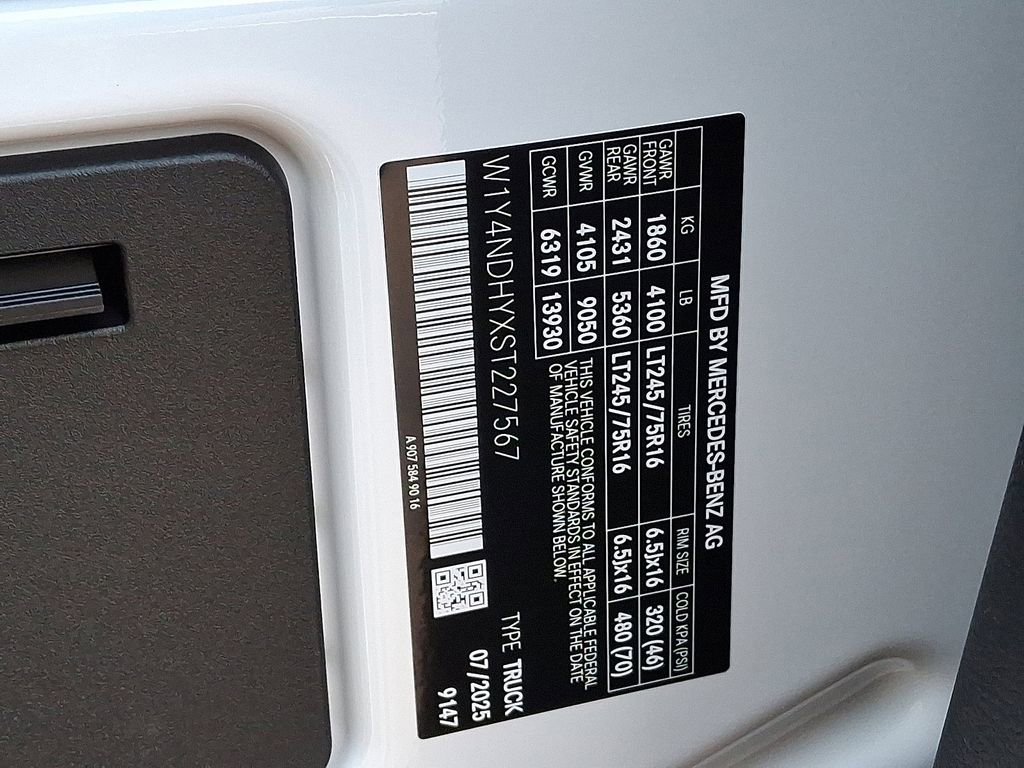 MFD BY MERCEDES-BENZ AG
KG LB TIRES RIM SIZE COLD KPA (PSI)
GAWR FRONT 1860 4100 LT245/75R16 6.5Jx16 320 (46)
GAWR REAR 2431 5360 LT245/75R16 6.5Jx16 480 (70)
GVWR 4105 9050
GCWR 6319 13930
THIS VEHICLE CONFORMS TO ALL APPLICABLE FEDERAL
VEHICLE SAFETY STANDARDS IN EFFECT ON THE DATE
OF MANUFACTURE SHOWN BELOW.
W1Y4NDHYXST227567
TYPE TRUCK
07/2025
9147
A 907 584 90 16